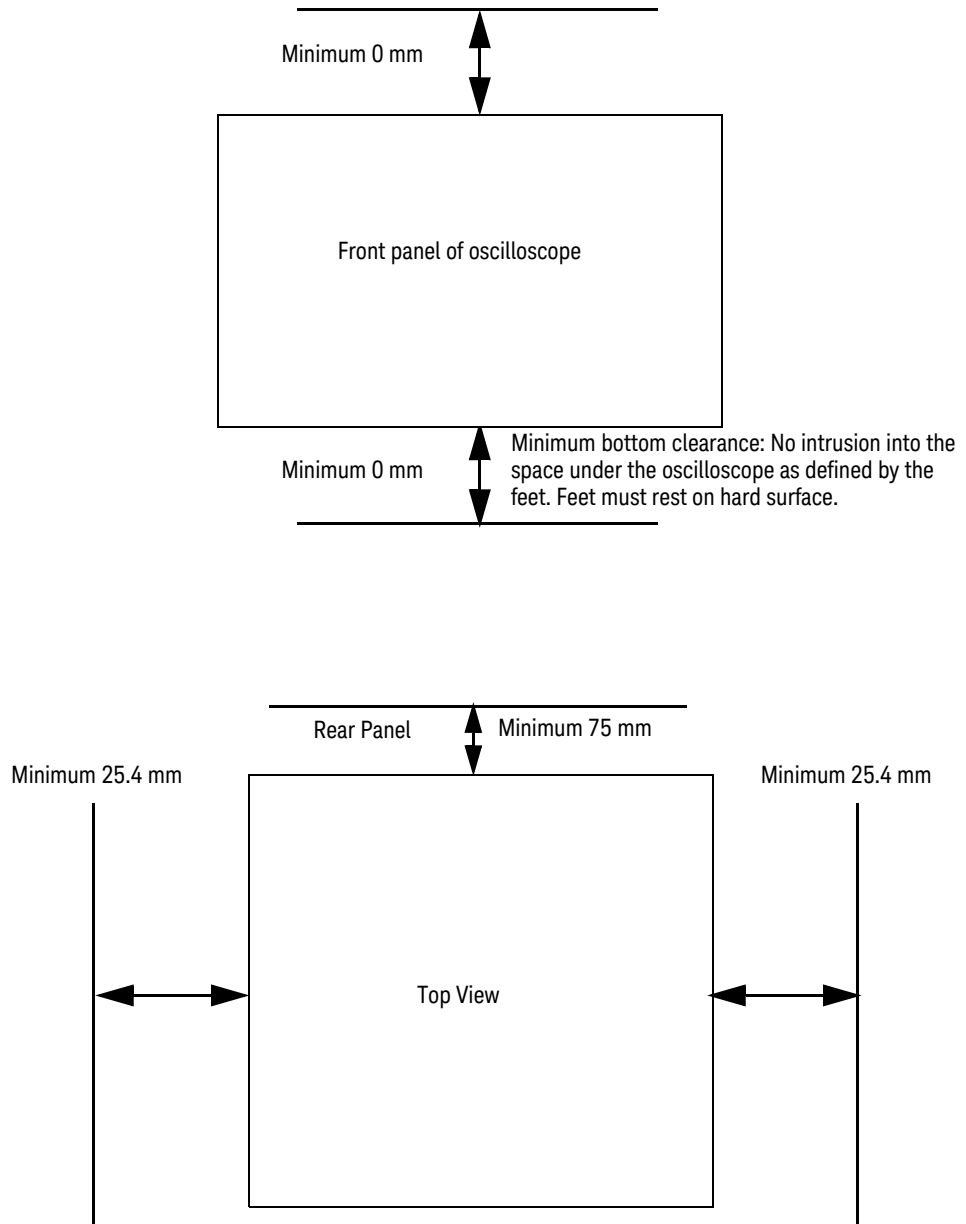 Minimum 0 mm
Front panel of oscilloscope
Minimum 0 mm
Minimum bottom clearance: No intrusion into the
space under the oscilloscope as defined by the
feet. Feet must rest on hard surface.
Rear Panel
Minimum 75 mm
Minimum 25.4 mm
Minimum 25.4 mm
Top View